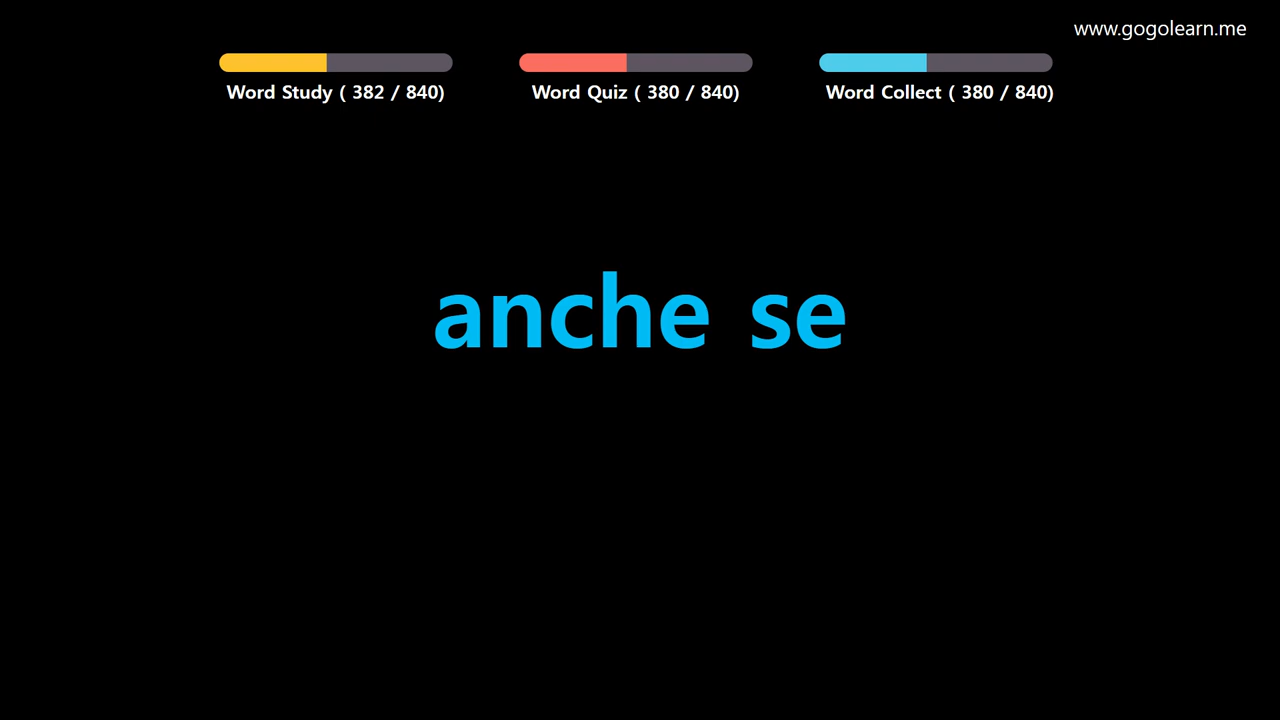 www.gogolearn.me
Word Study ( 382 / 840)
Word Quiz ( 380 / 840)
Word Collect ( 380 / 840)
anche se